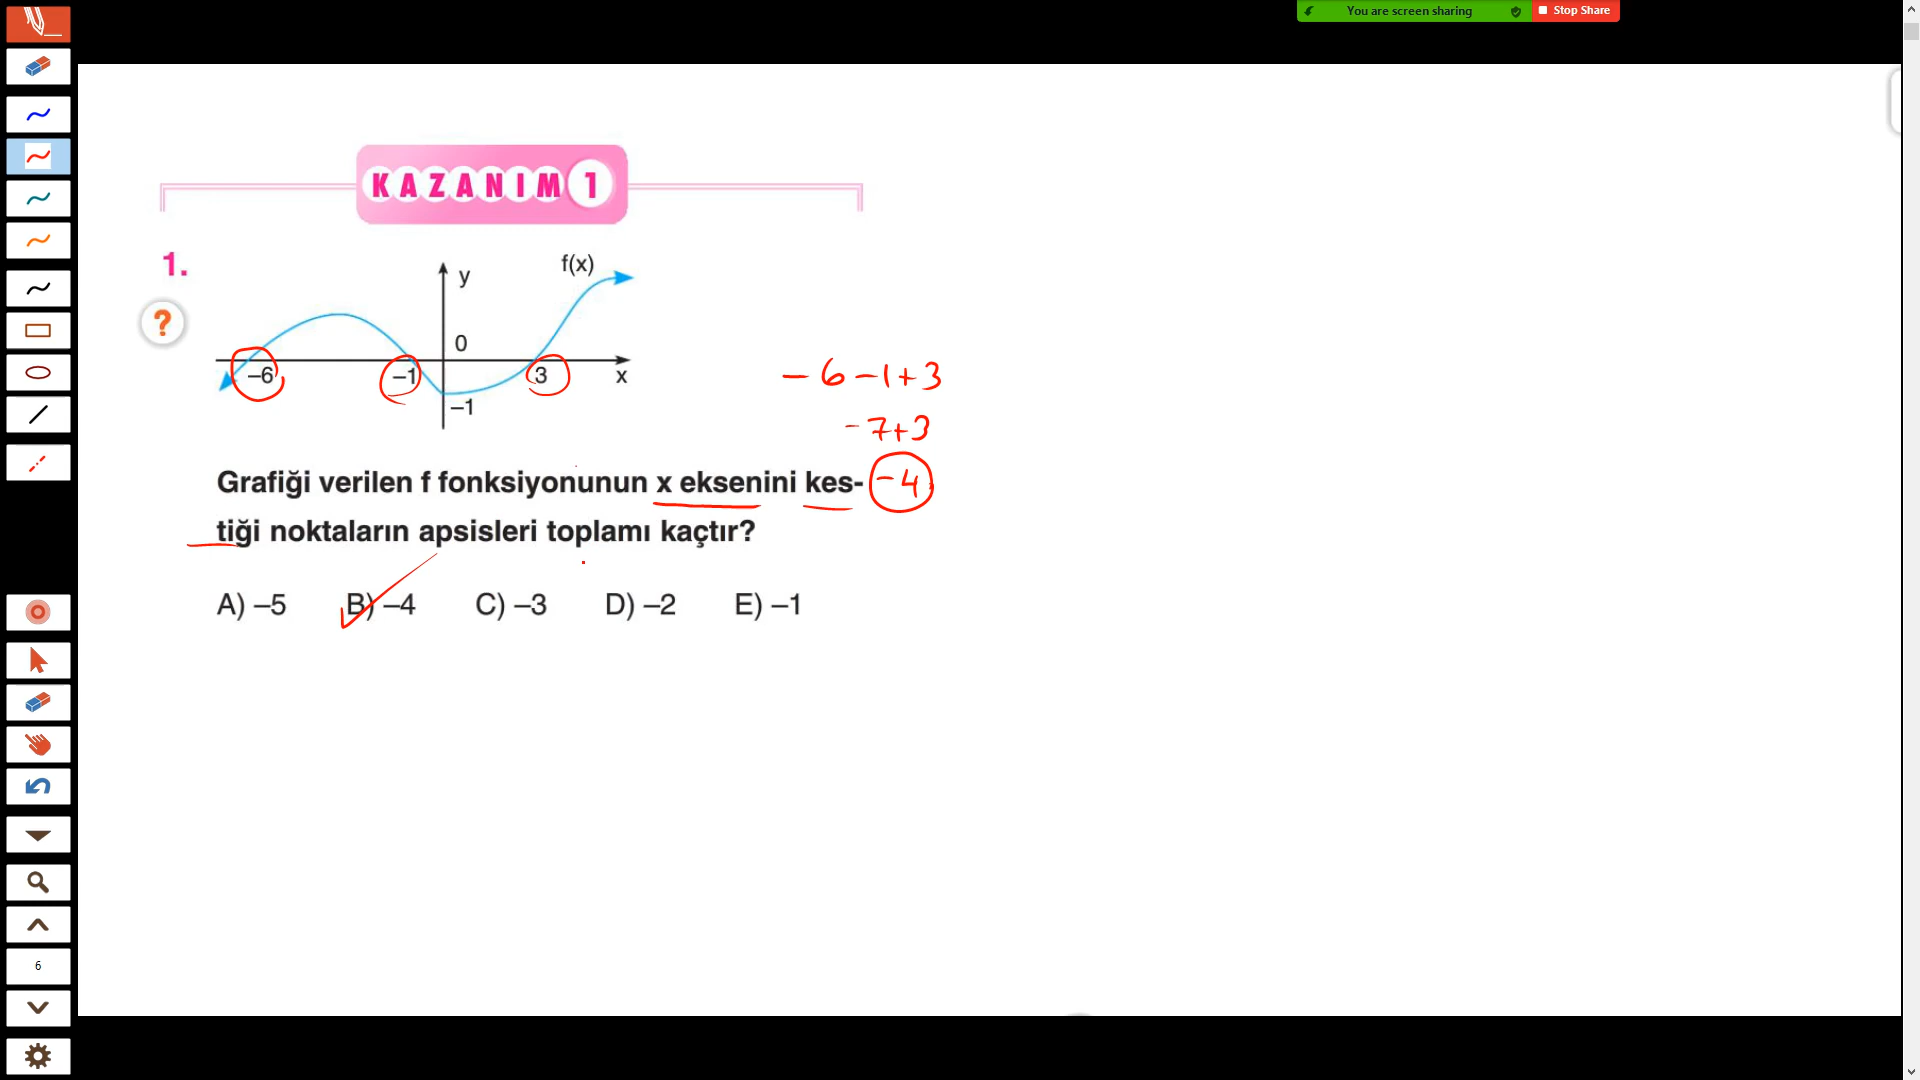 You are screen sharing
Stop Share
KAZANIM 1
1.
f(x)
y
0
–6
–1
3
x
–1
Grafiği verilen f fonksiyonunun x eksenini kes-
tiği noktaların apsisleri toplamı kaçtır?
A) –5 B) –4 C) –3 D) –2 E) –1
– 6 – 1 + 3
- 7 + 3
- 4
?
6